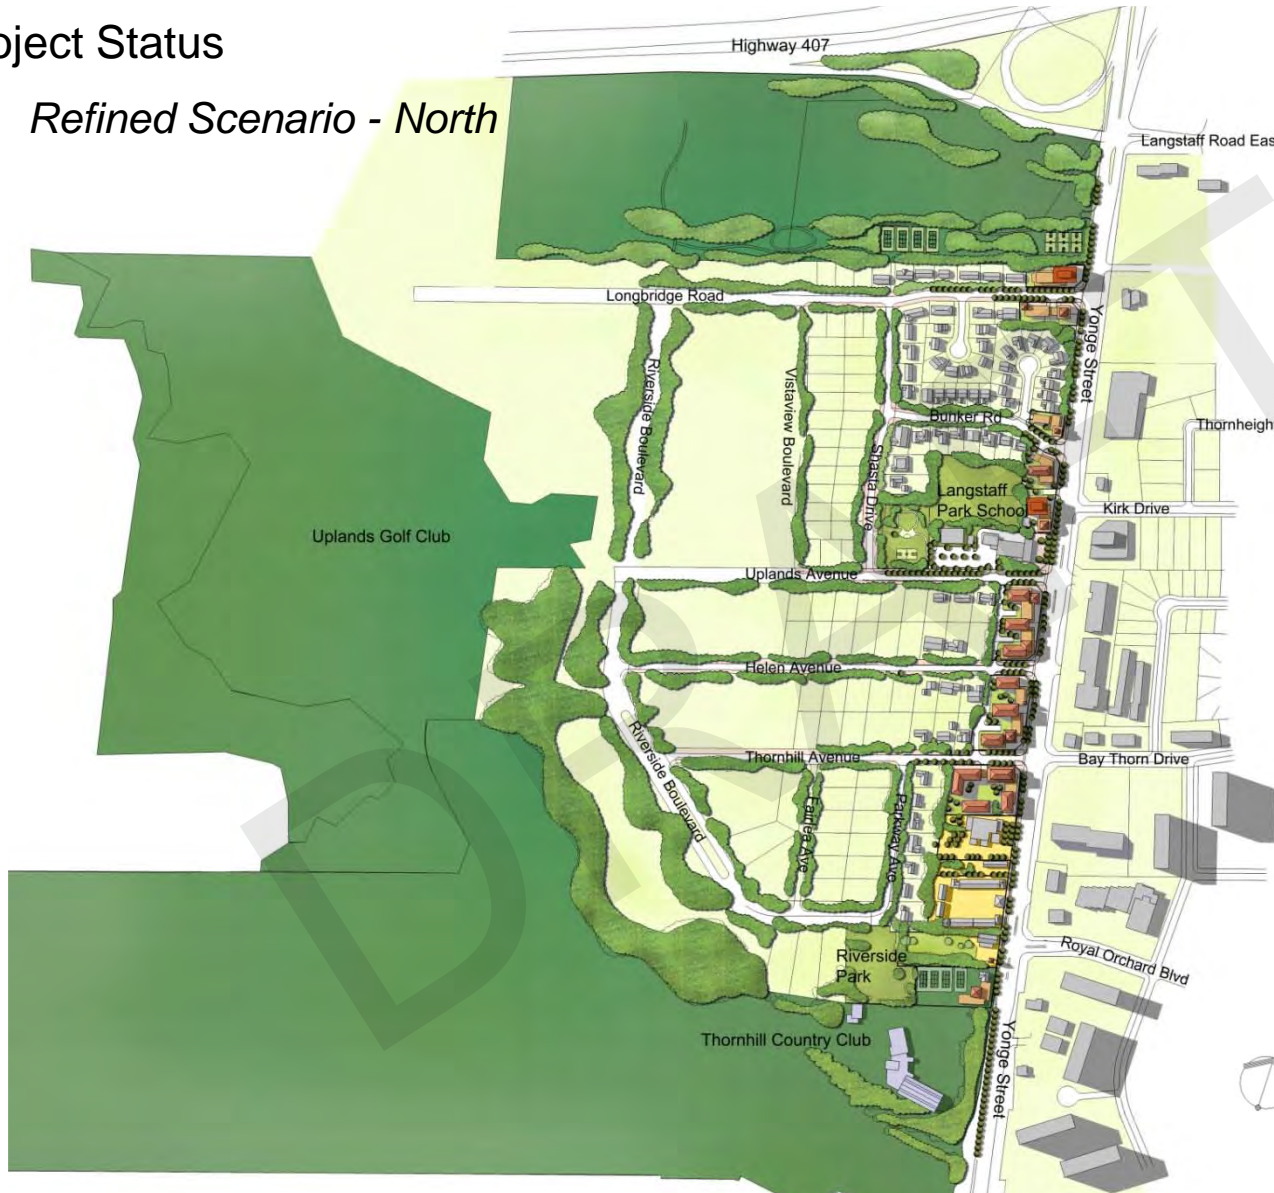 oject Status
Highway 407
Refined Scenario - North
Langstaff Road Eas
Longbridge Road
Yonge Street
Riverside Boulevard
Vistaview Boulevard
Bunker Rd
Thornheigh
Shasta Drive
Langstaff
Park School
Kirk Drive
Uplands Golf Club
Uplands Avenue
Helen Avenue
Riverside Boulevard
Thornhill Avenue
Bay Thorn Drive
Fairlea Ave
Parkway Ave
Riverside
Park
Royal Orchard Blvd
Thornhill Country Club
Yonge Street
DRAFT